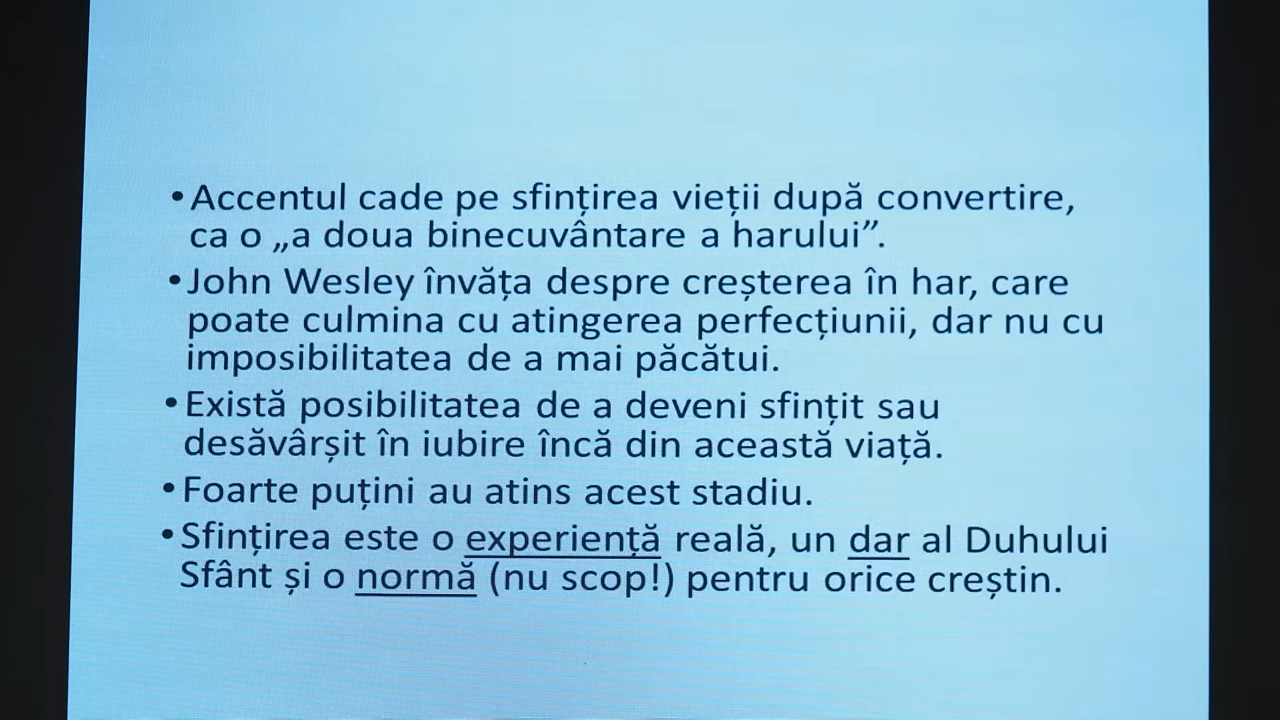 •Accentul cade pe sfințirea vieții după convertire,
ca o „a doua binecuvântare a harului”.
•John Wesley învăța despre creșterea în har, care
poate culmina cu atingerea perfecțiunii, dar nu cu
imposibilitatea de a mai păcătui.
•Există posibilitatea de a deveni sfințit sau
desăvârșit în iubire încă din această viață.
•Foarte puțini au atins acest stadiu.
•Sfințirea este o experiență reală, un dar al Duhului
Sfânt și o normă (nu scop!) pentru orice creștin.